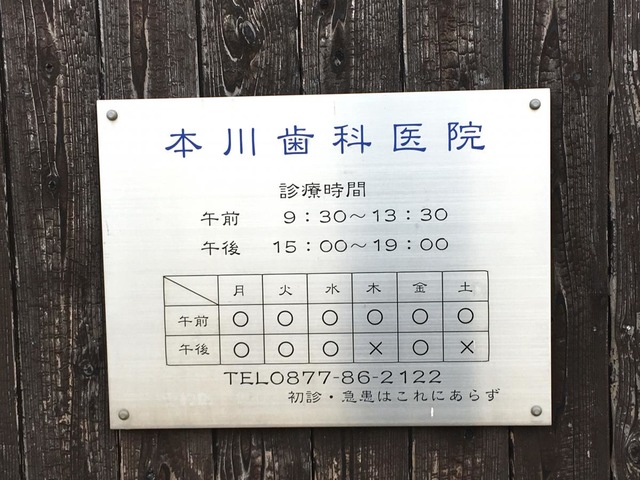 本川歯科医院
診療時間
午前 9：30～13：30
午後 15：00～19：00
月 火 水 木 金 土
午前 ○ ○ ○ ○ ○ ○
午後 ○ ○ ○ × ○ ×
TEL0877-86-2122
初診・急患はこれにあらず